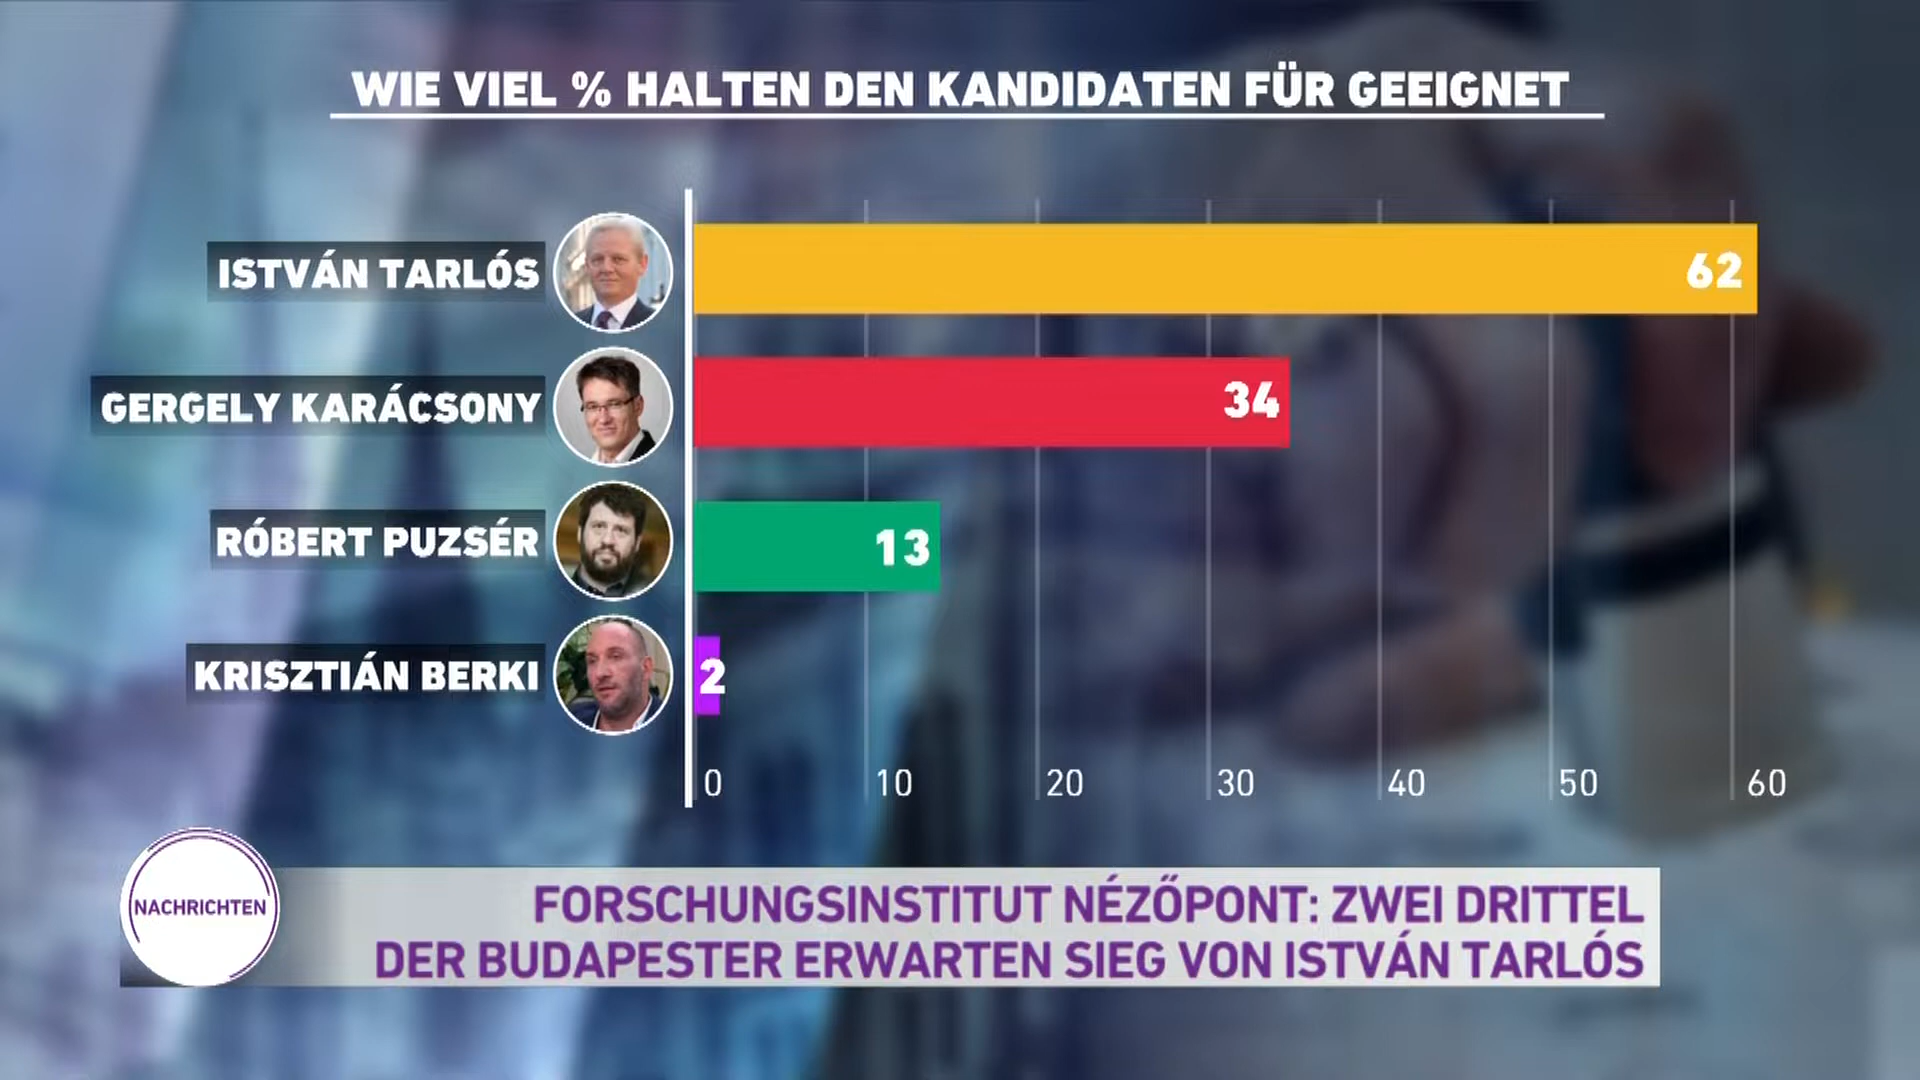 WIE VIEL % HALTEN DEN KANDIDATEN FÜR GEEIGNET
ISTVÁN TARLÓS
62
GERGELY KARÁCSONY
34
RÓBERT PUZSÉR
13
KRISZTIÁN BERKI
2
0 10 20 30 40 50 60
NACHRICHTEN
FORSCHUNGSINSTITUT NÉZŐPONT: ZWEI DRITTEL
DER BUDAPESTER ERWARTEN SIEG VON ISTVÁN TARLÓS